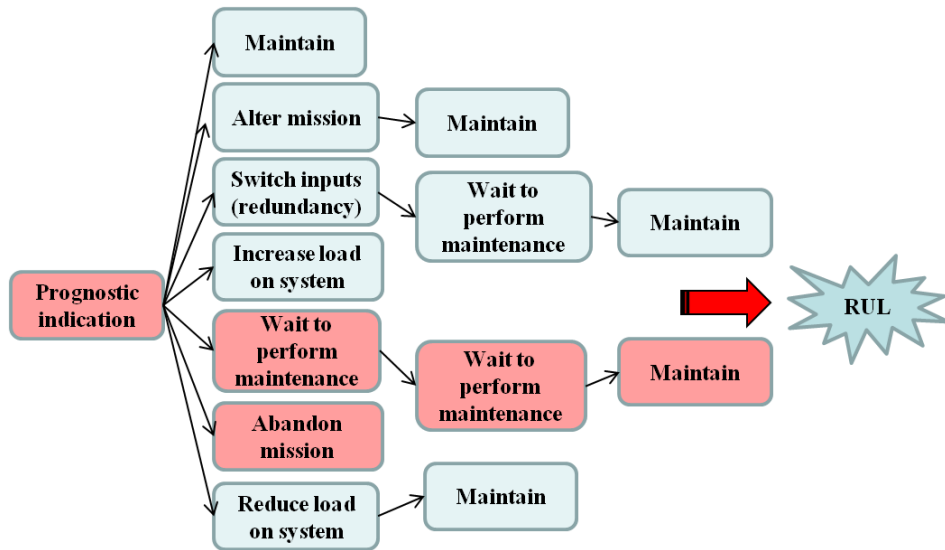 Maintain
Alter mission
Maintain
Switch inputs
(redundancy)
Wait to
perform
maintenance
Maintain
Increase load
on system
Prognostic
indication
RUL
Wait to
perform
maintenance
Wait to
perform
maintenance
Maintain
Abandon
mission
Reduce load
on system
Maintain